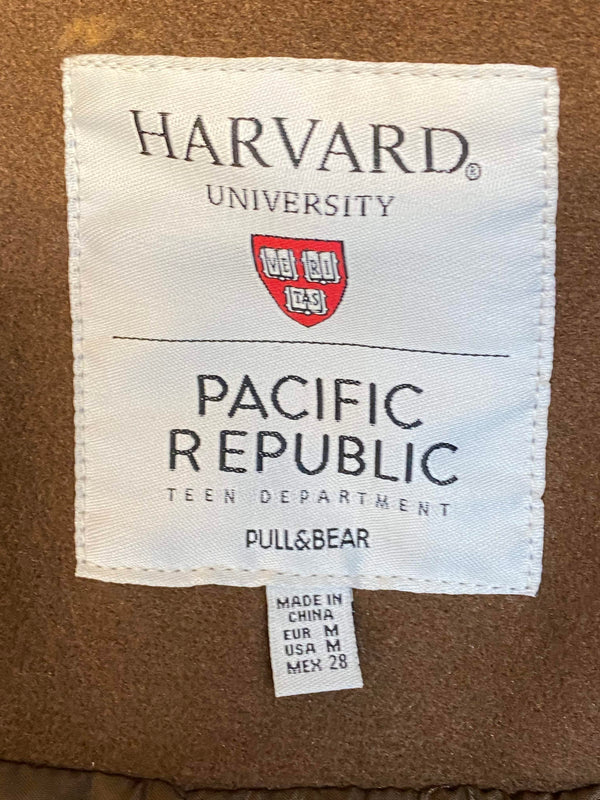 HARVARD®
UNIVERSITY
VE RI
TAS
PACIFIC
REPUBLIC
TEEN DEPARTMENT
PULL&BEAR
MADE IN
CHINA
EUR M
USA M
MEX 28